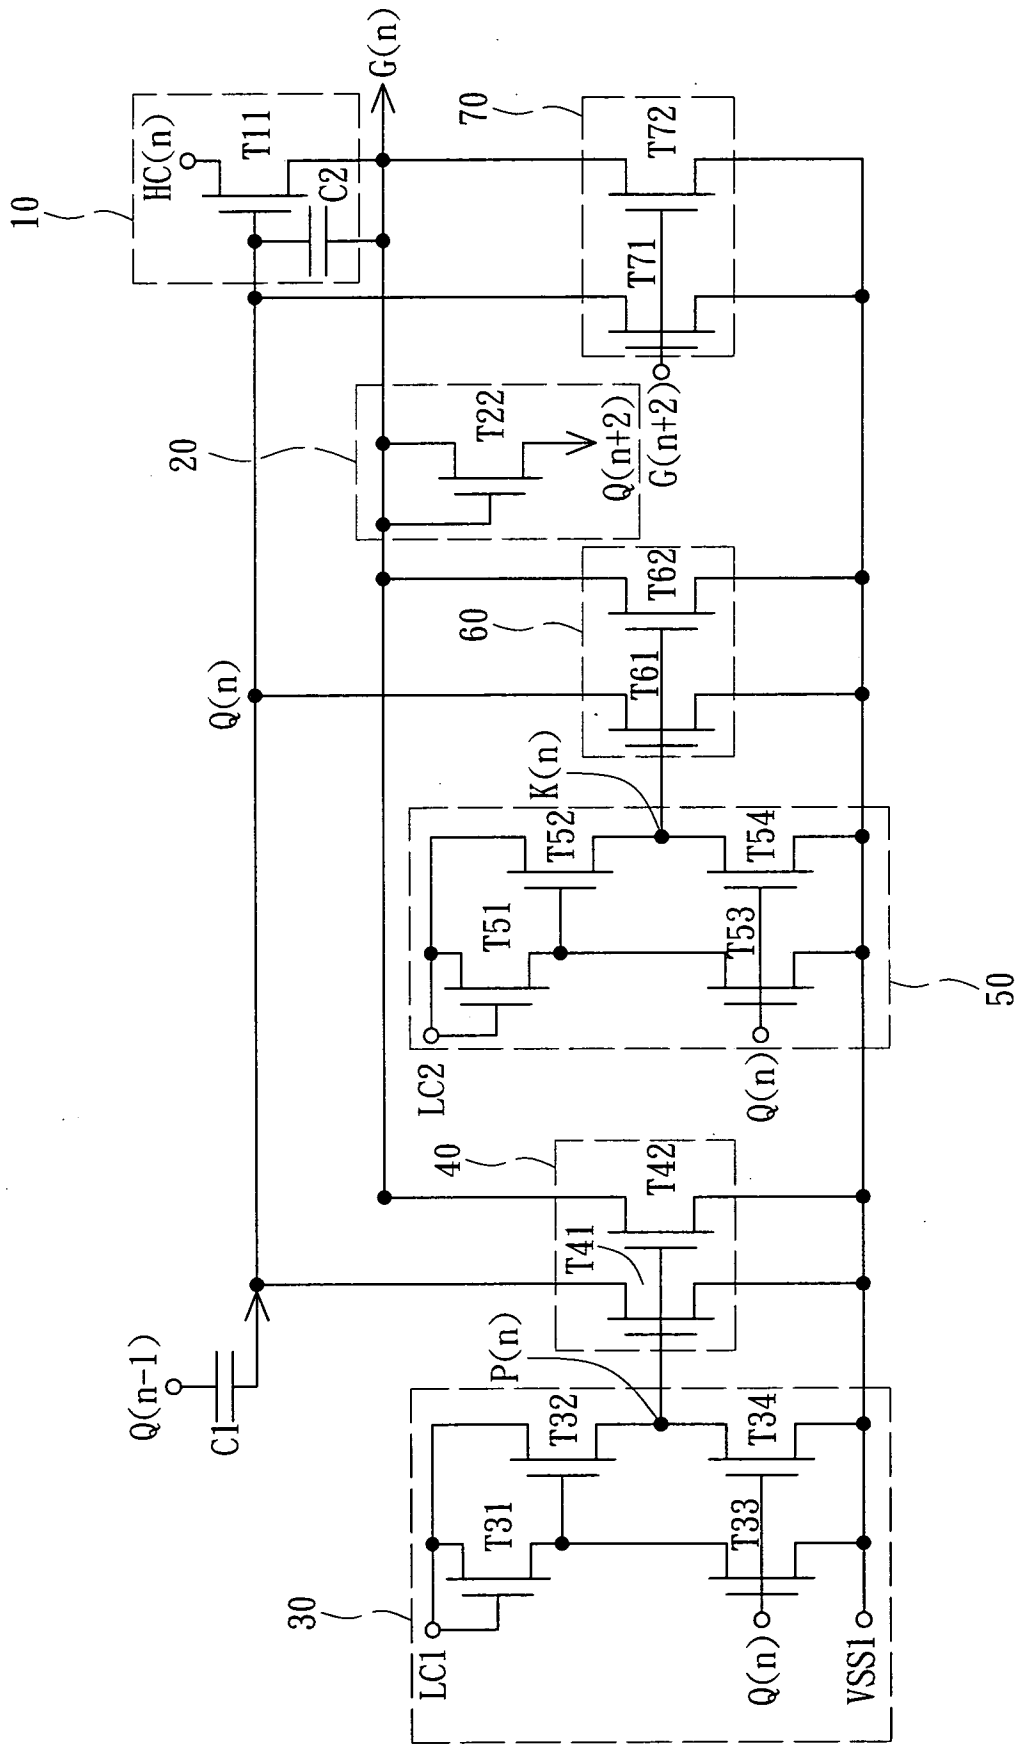 10
HC(n)
T11
C2
G(n)
70
T72
T71
G(n+2)
20
T22
Q(n+2)
60
T62
T61
Q(n)
K(n)
T52
T51
T54
T53
LC2
Q(n)
50
40
T42
T41
Q(n-1)
C1
P(n)
T32
T31
T34
T33
30
LC1
Q(n)
VSS1